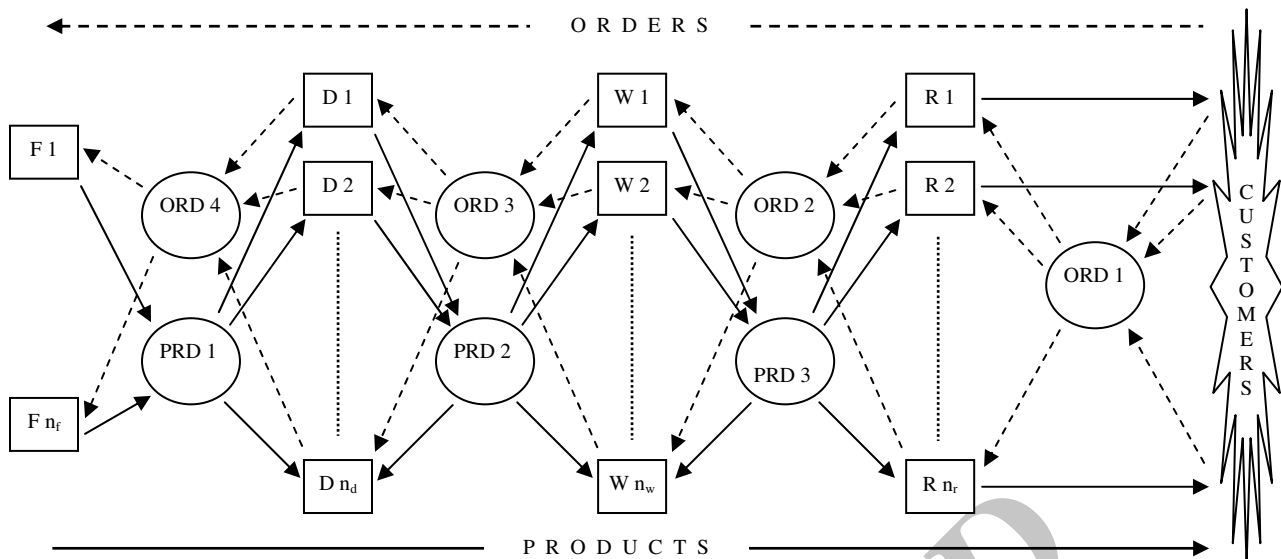 O R D E R S
D 1
W 1
R 1
F 1
D 2
W 2
R 2
ORD 4
ORD 3
ORD 2
ORD 1
C U S T O M E R S
PRD 1
PRD 2
PRD 3
F n_f
D n_d
W n_w
R n_r
P R O D U C T S